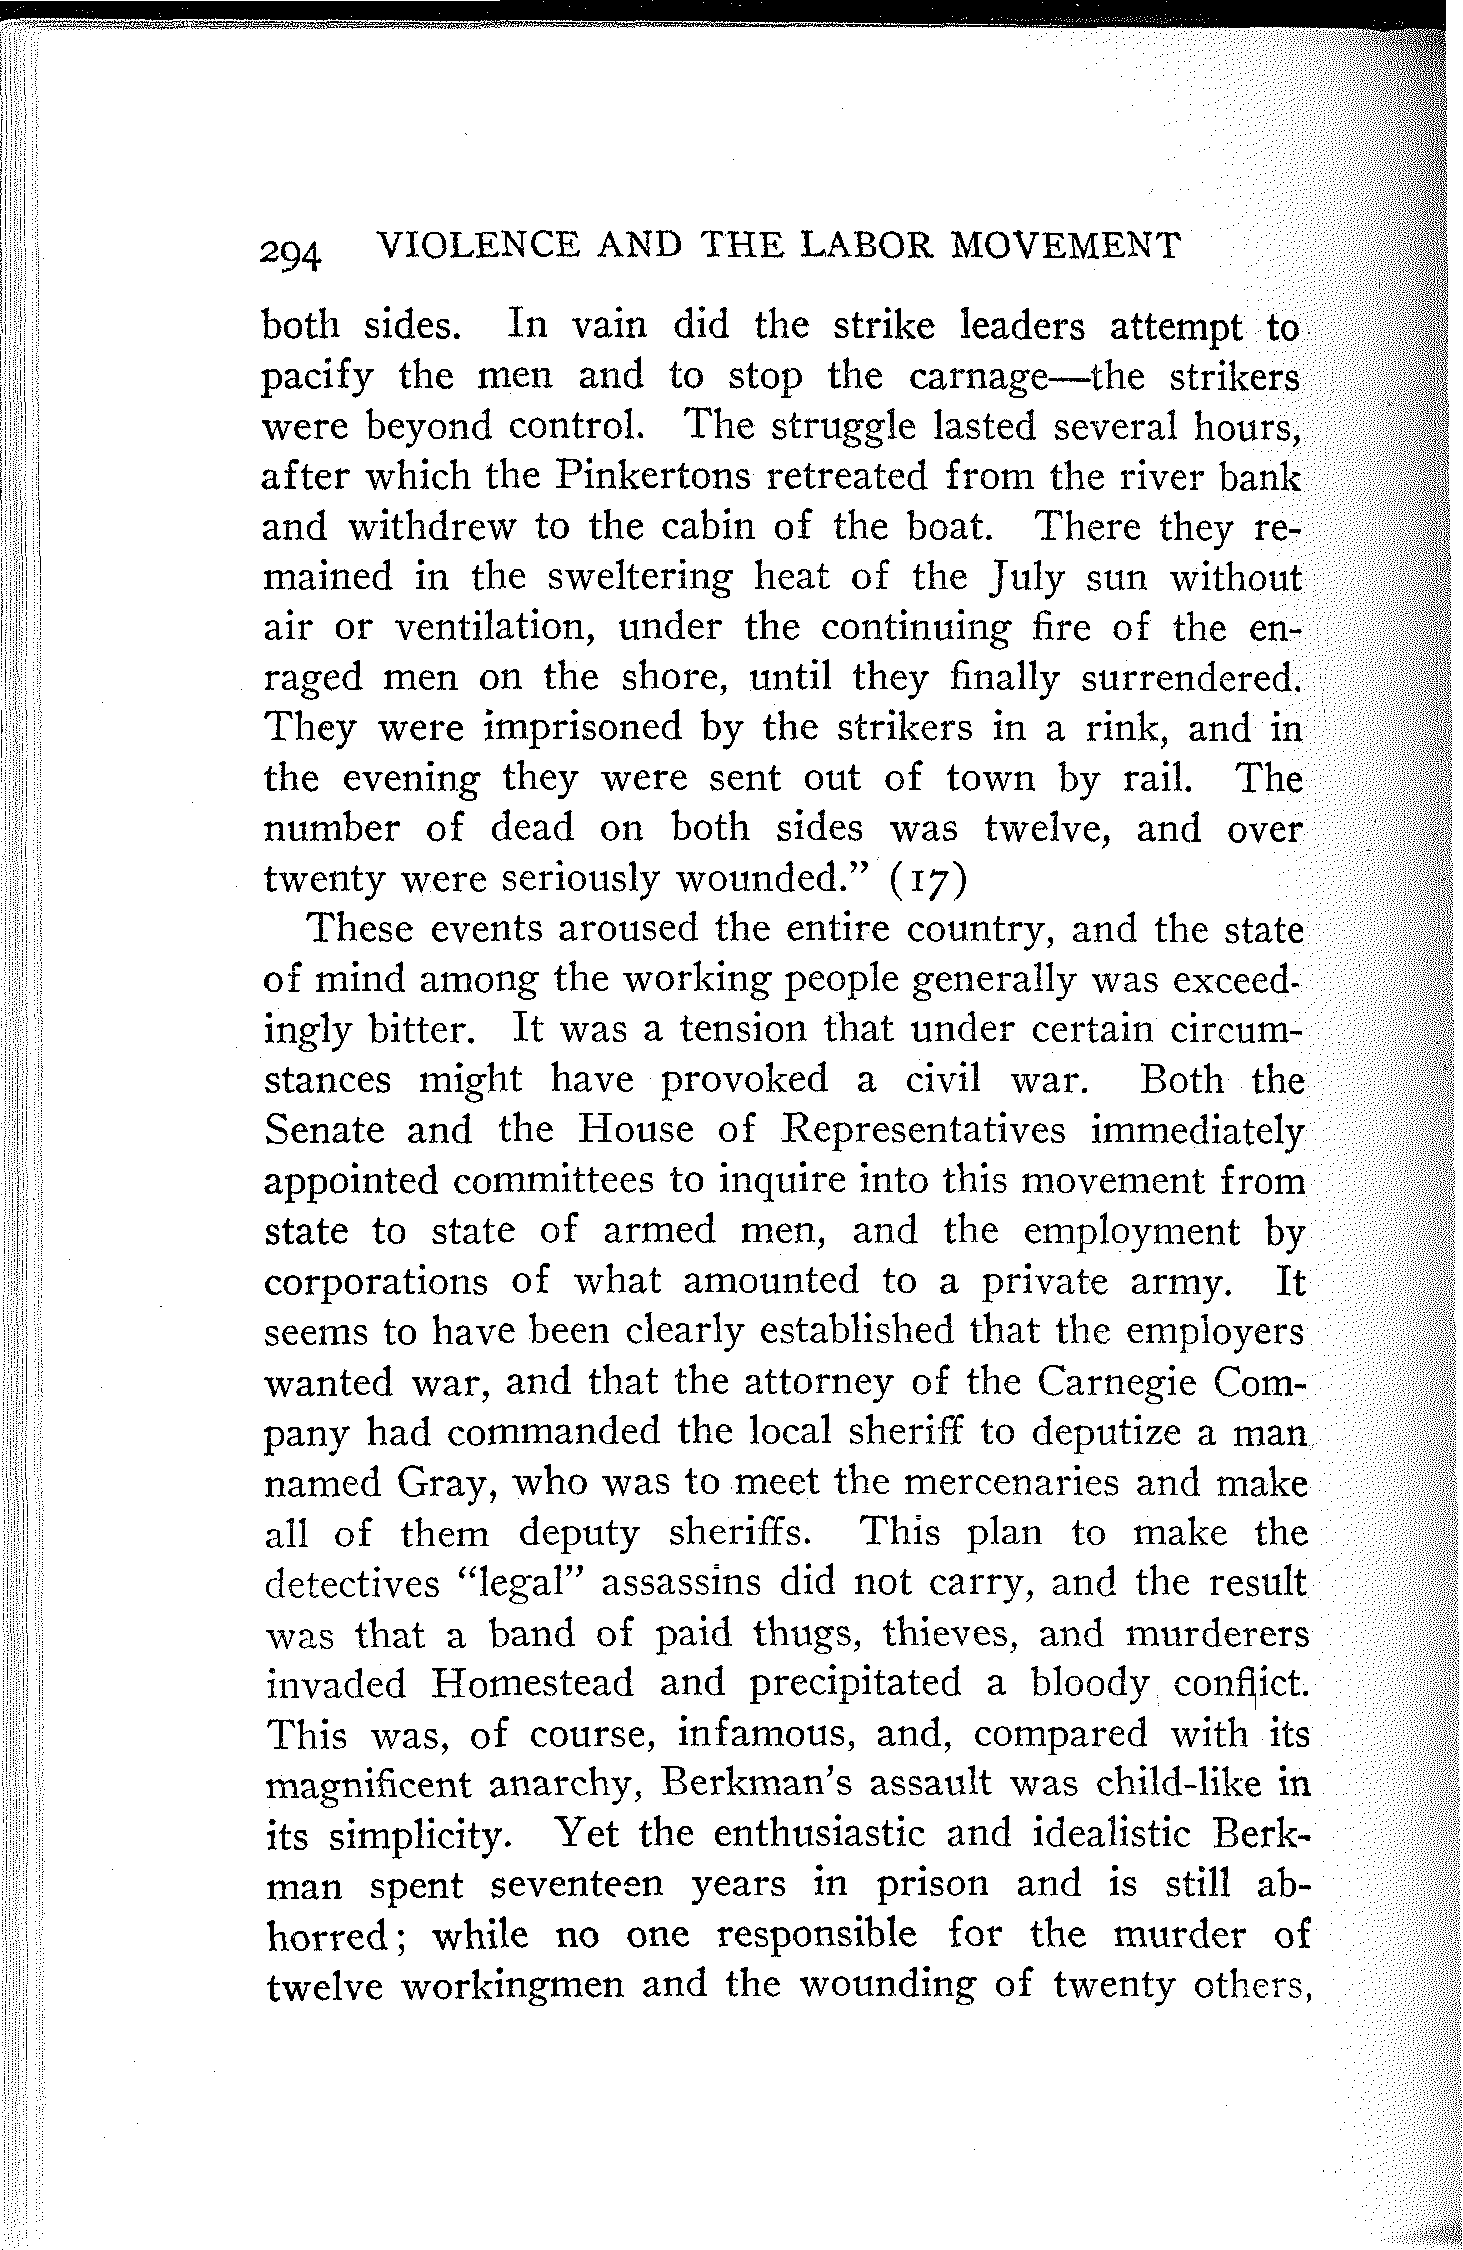 294 VIOLENCE AND THE LABOR MOVEMENT
both sides. In vain did the strike leaders attempt to
pacify the men and to stop the carnage—the strikers
were beyond control. The struggle lasted several hours,
after which the Pinkertons retreated from the river bank
and withdrew to the cabin of the boat. There they re-
mained in the sweltering heat of the July sun without
air or ventilation, under the continuing fire of the en-
raged men on the shore, until they finally surrendered.
They were imprisoned by the strikers in a rink, and in
the evening they were sent out of town by rail. The
number of dead on both sides was twelve, and over
twenty were seriously wounded.” (17)
These events aroused the entire country, and the state
of mind among the working people generally was exceed-
ingly bitter. It was a tension that under certain circum-
stances might have provoked a civil war. Both the
Senate and the House of Representatives immediately
appointed committees to inquire into this movement from
state to state of armed men, and the employment by
corporations of what amounted to a private army. It
seems to have been clearly established that the employers
wanted war, and that the attorney of the Carnegie Com-
pany had commanded the local sheriff to deputize a man
named Gray, who was to meet the mercenaries and make
all of them deputy sheriffs. This plan to make the
detectives “legal” assassins did not carry, and the result
was that a band of paid thugs, thieves, and murderers
invaded Homestead and precipitated a bloody conflict.
This was, of course, infamous, and, compared with its
magnificent anarchy, Berkman’s assault was child-like in
its simplicity. Yet the enthusiastic and idealistic Berk-
man spent seventeen years in prison and is still ab-
horred; while no one responsible for the murder of
twelve workingmen and the wounding of twenty others,